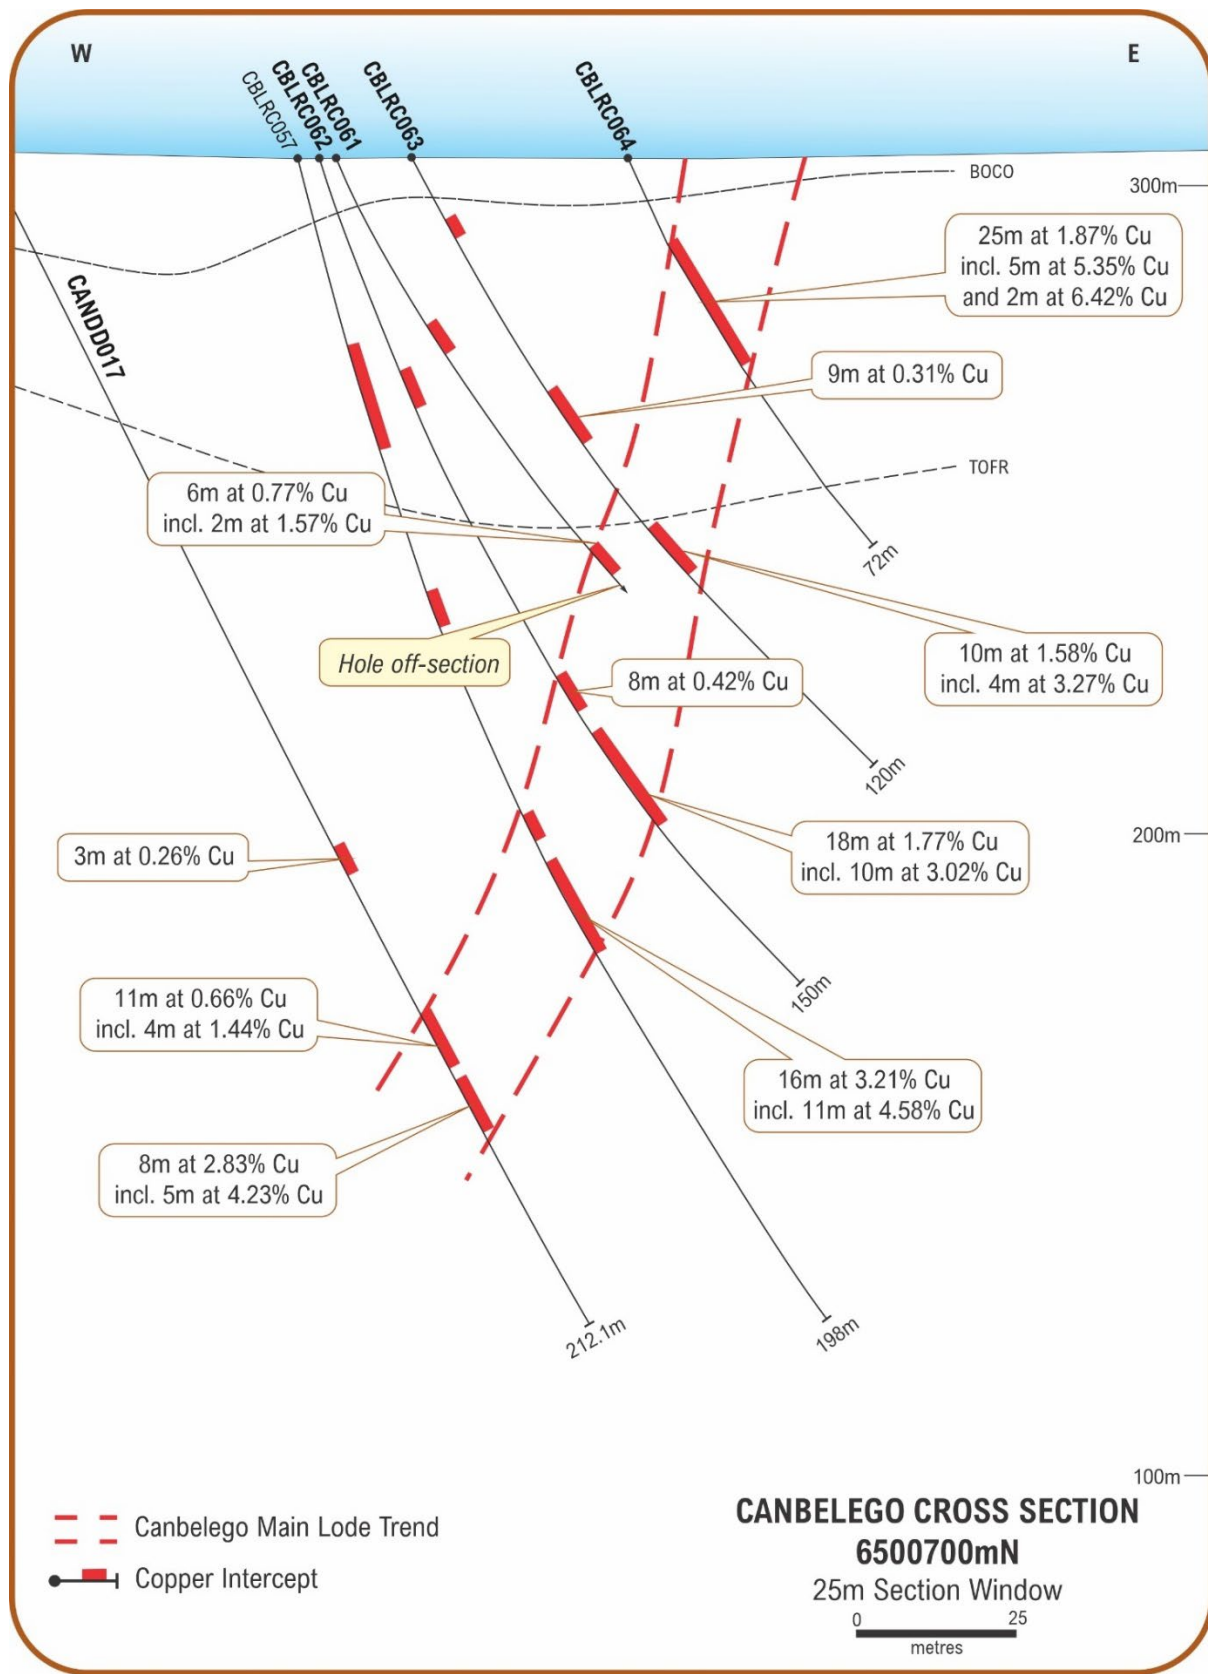 W
E
CBLRC057
CBLRC062
CBLRC061
CBLRC063
CBLRC064
BOCO
300m
25m at 1.87% Cu
incl. 5m at 5.35% Cu
and 2m at 6.42% Cu
CANDD017
9m at 0.31% Cu
TOFR
6m at 0.77% Cu
incl. 2m at 1.57% Cu
72m
Hole off-section
8m at 0.42% Cu
10m at 1.58% Cu
incl. 4m at 3.27% Cu
120m
200m
3m at 0.26% Cu
18m at 1.77% Cu
incl. 10m at 3.02% Cu
150m
11m at 0.66% Cu
incl. 4m at 1.44% Cu
16m at 3.21% Cu
incl. 11m at 4.58% Cu
8m at 2.83% Cu
incl. 5m at 4.23% Cu
212.1m
198m
100m
Canbelego Main Lode Trend
Copper Intercept
CANBELEGO CROSS SECTION
6500700mN
25m Section Window
0 25
metres